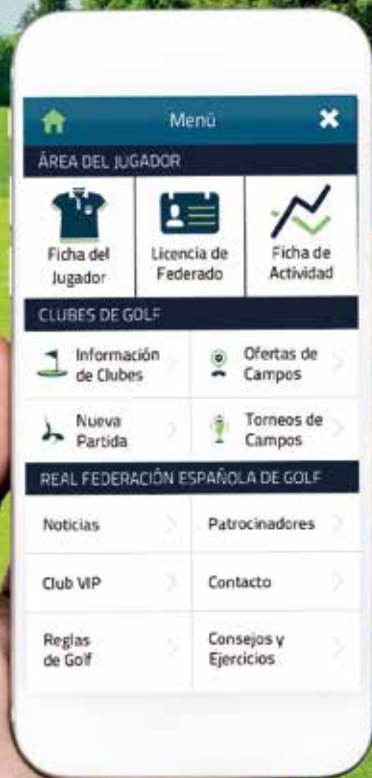 Menú
ÁREA DEL JUGADOR
Ficha del
Jugador
Licencia de
Federado
Ficha de
Actividad
CLUBES DE GOLF
Información
de Clubes
Ofertas de
Campos
Nueva
Partida
Torneos de
Campos
REAL FEDERACIÓN ESPAÑOLA DE GOLF
Noticias
Patrocinadores
Club VIP
Contacto
Reglas
de Golf
Consejos y
Ejercicios